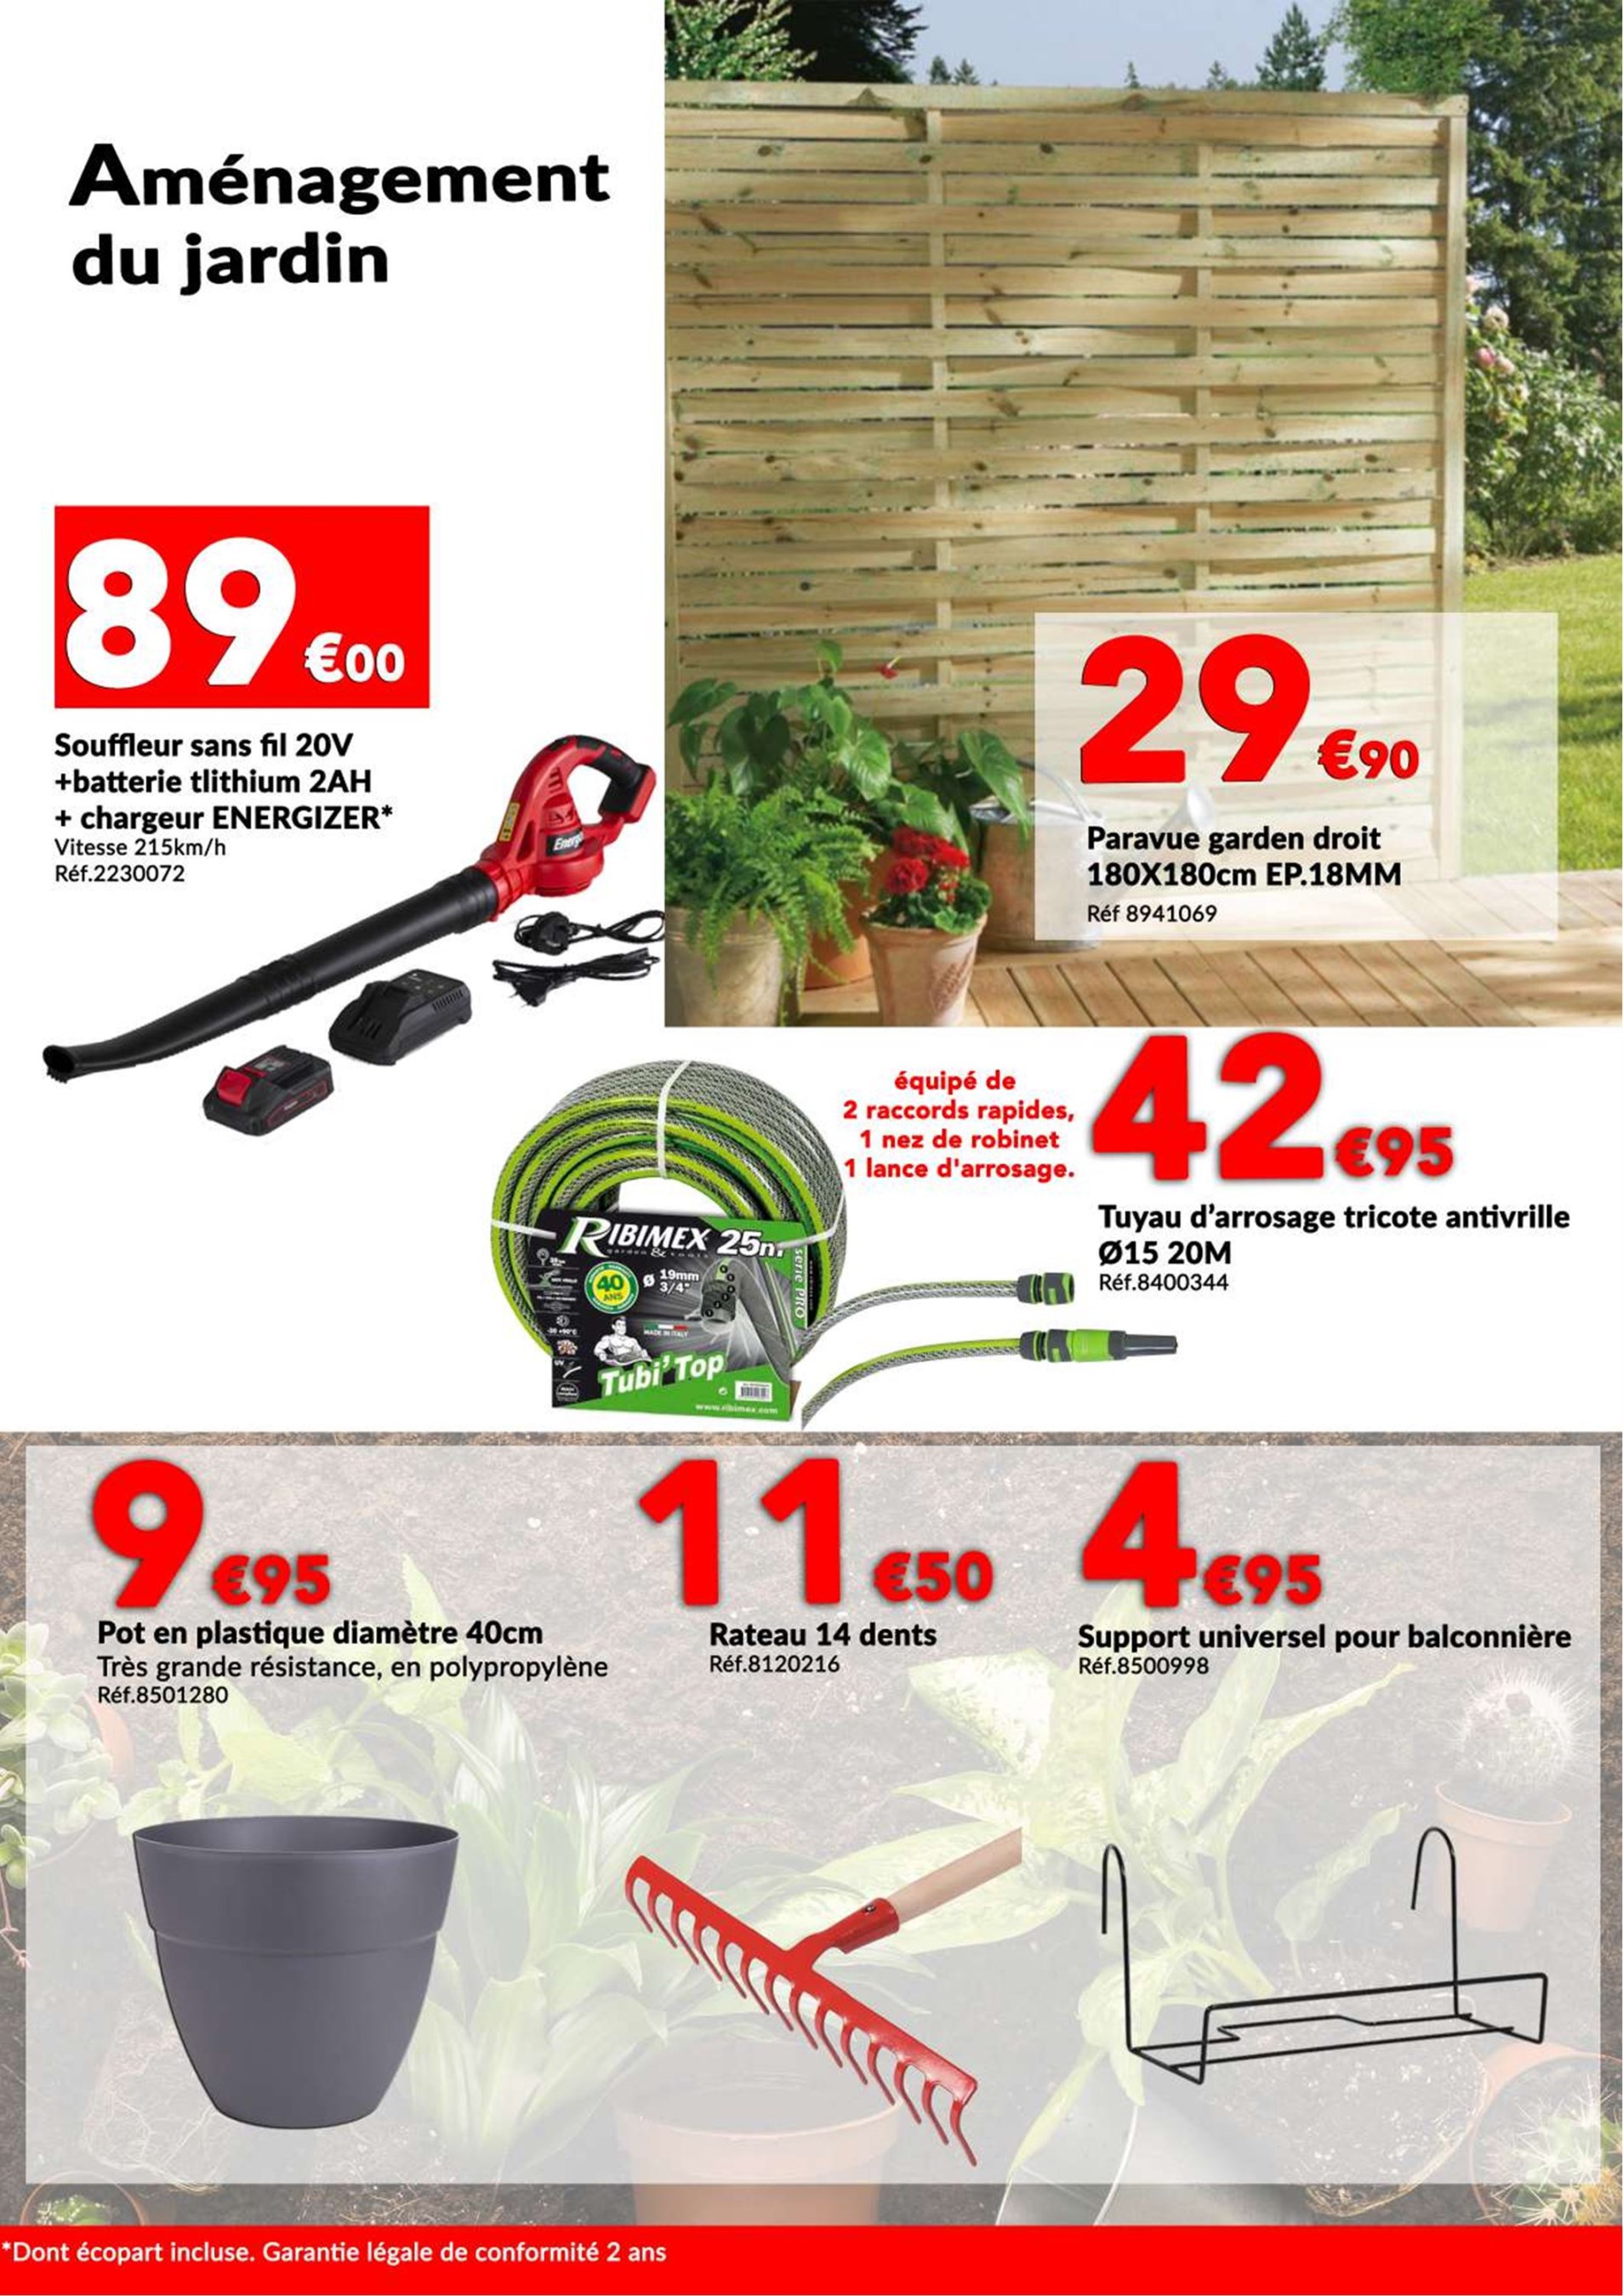 Aménagement
du jardin
89 €00
Souffleur sans fil 20V
+batterie tlithium 2AH
+ chargeur ENERGIZER*
Vitesse 215km/h
Réf.2230072
29 €90
Paravue garden droit
180X180cm EP.18MM
Réf 8941069
équipé de
2 raccords rapides,
1 nez de robinet
1 lance d'arrosage.
42 €95
Tuyau d'arrosage tricote antivrille
Ø15 20M
Réf.8400344
RIBIMEX 25m
garden & tools
serie PRO
40
ANS
Ø 19mm
3/4"
MADE IN ITALY
UV
Tubi' Top
www.ribimex.com
9 €95
Pot en plastique diamètre 40cm
Très grande résistance, en polypropylène
Réf.8501280
11 €50
Rateau 14 dents
Réf.8120216
4 €95
Support universel pour balconnière
Réf.8500998
*Dont écopart incluse. Garantie légale de conformité 2 ans